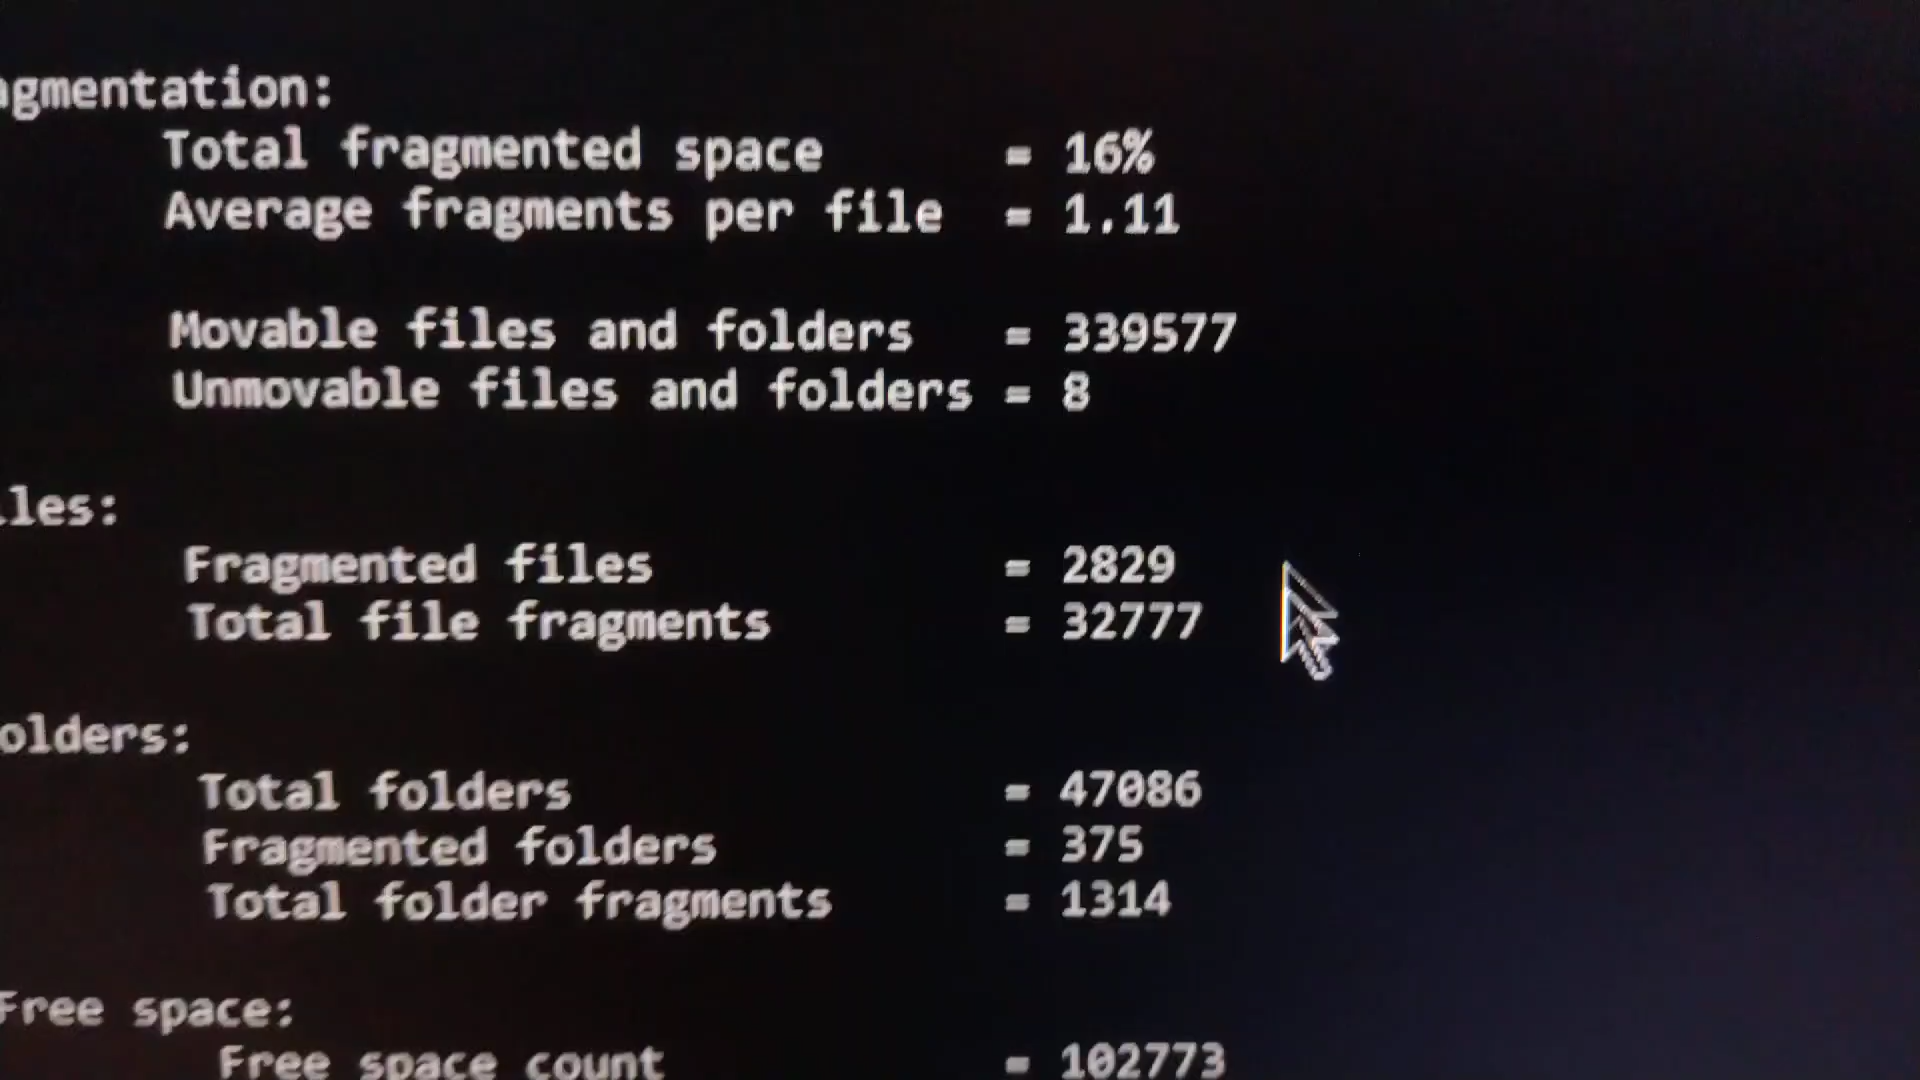 agmentation:
Total fragmented space = 16%
Average fragments per file = 1.11
Movable files and folders = 339577
Unmovable files and folders = 8
les:
Fragmented files = 2829
Total file fragments = 32777
olders:
Total folders = 47086
Fragmented folders = 375
Total folder fragments = 1314
Free space:
Free space count = 102773